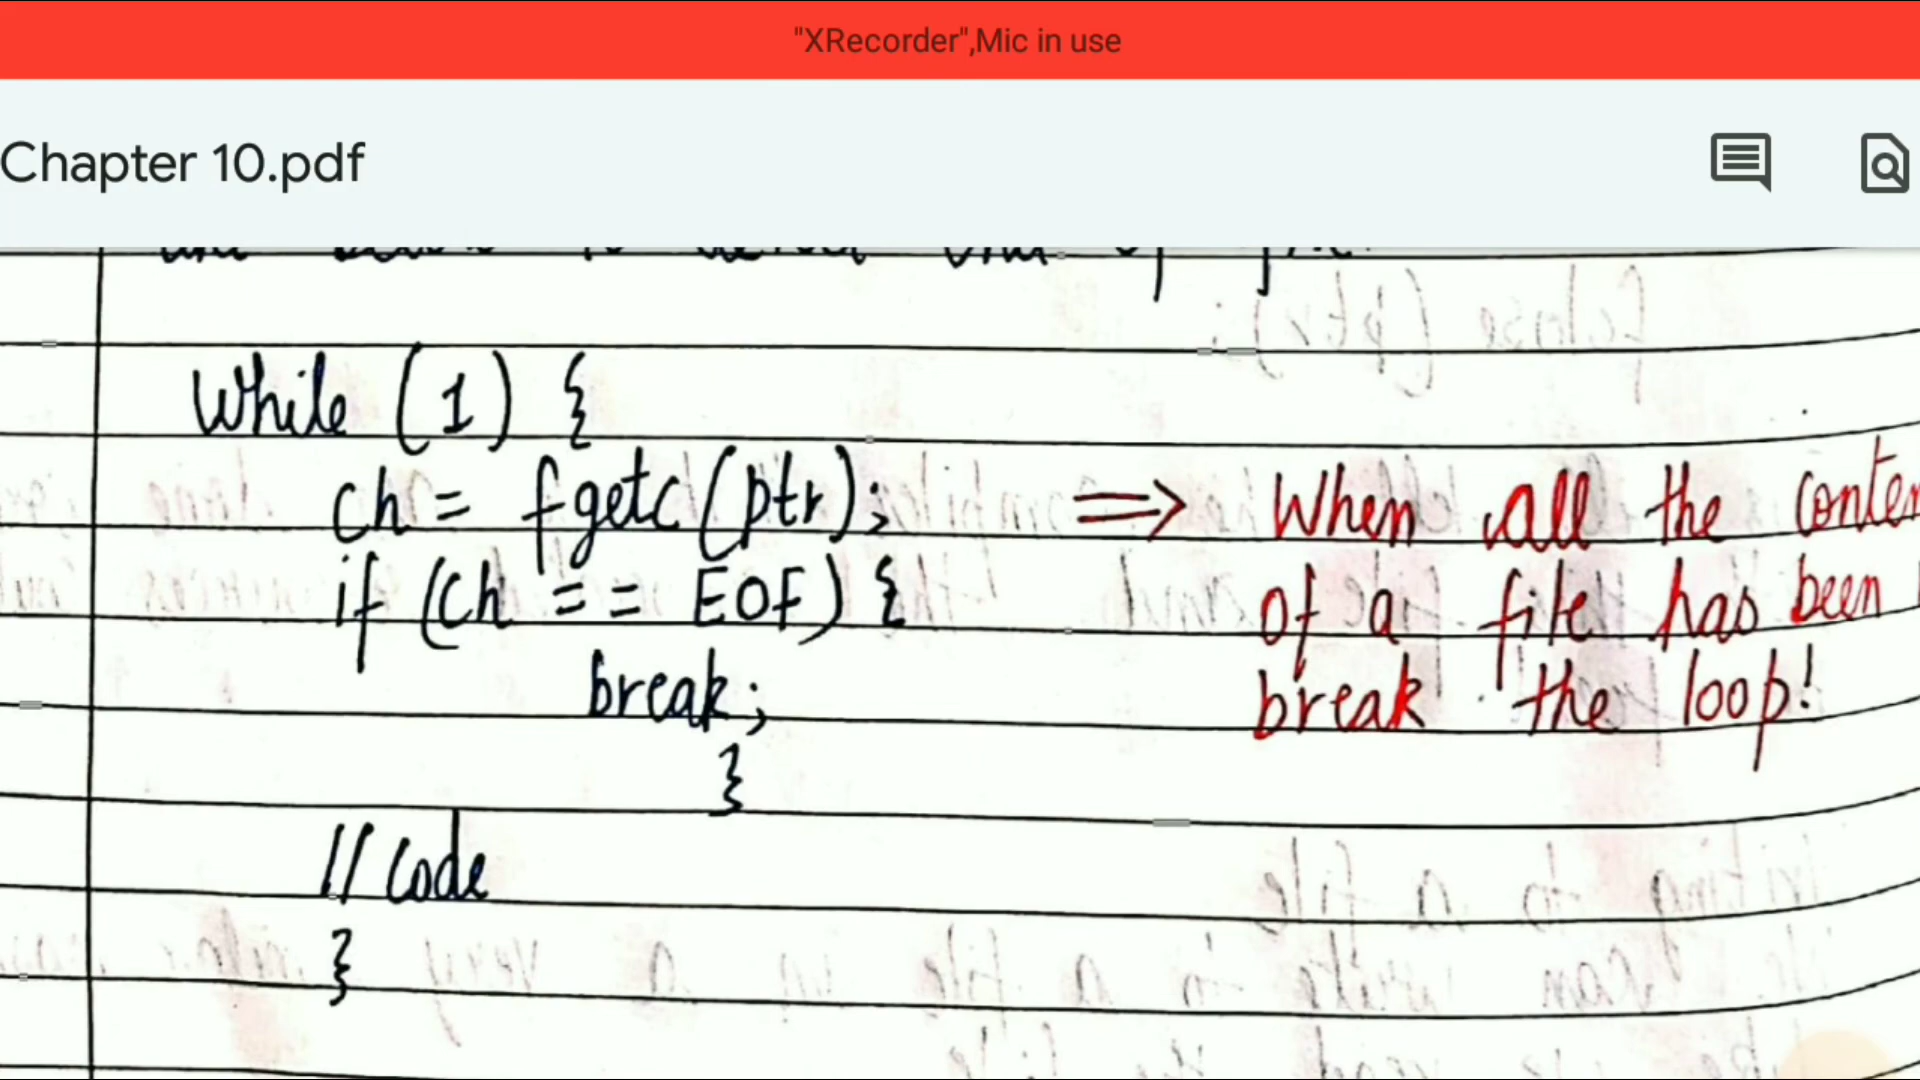 "XRecorder",Mic in use
Chapter 10.pdf
While (1) {
ch = fgetc (ptr); ⟹ When all the
if (ch == EOF) { of a file has been
break; break the loop!
}
// Code
}